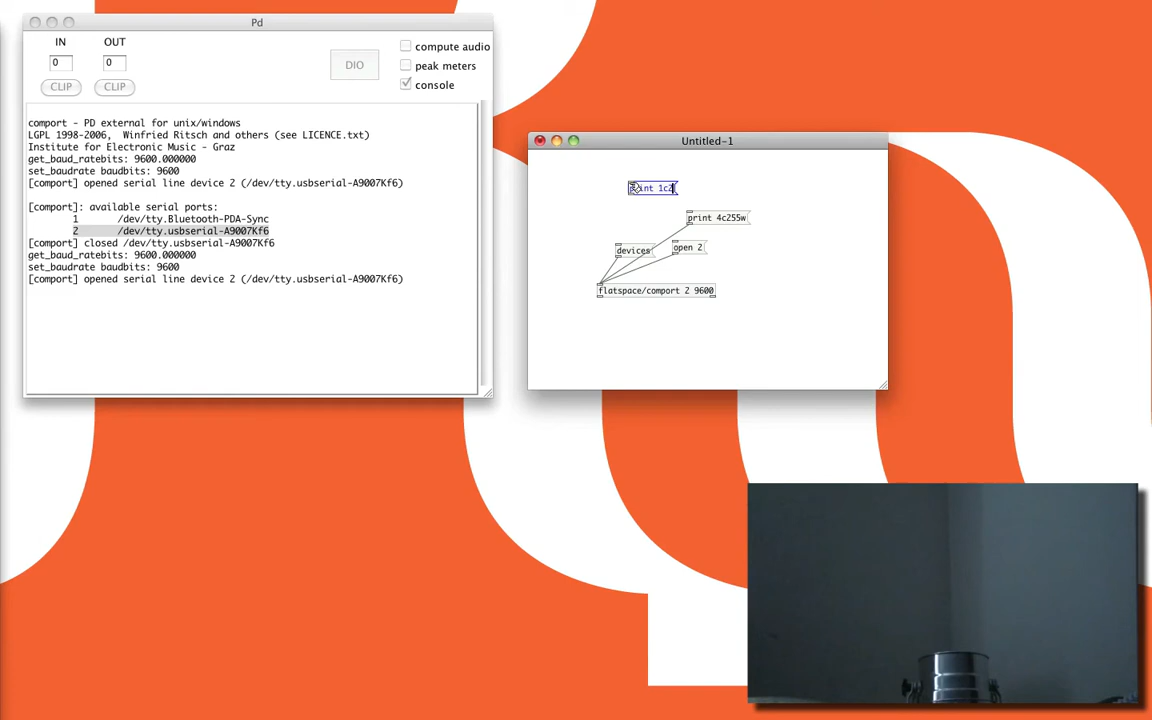 Pd
IN
OUT
0
0
CLIP
CLIP
DIO
compute audio
peak meters
console
comport - PD external for unix/windows
LGPL 1998-2006, Winfried Ritsch and others (see LICENCE.txt)
Institute for Electronic Music - Graz
get_baud_ratebits: 9600.000000
set_baudrate baudbits: 9600
[comport] opened serial line device 2 (/dev/tty.usbserial-A9007Kf6)
[comport]: available serial ports:
1 /dev/tty.Bluetooth-PDA-Sync
2 /dev/tty.usbserial-A9007Kf6
[comport] closed /dev/tty.usbserial-A9007Kf6
get_baud_ratebits: 9600.000000
set_baudrate baudbits: 9600
[comport] opened serial line device 2 (/dev/tty.usbserial-A9007Kf6)
Untitled-1
print 1c2
print 4c255w
devices
open 2
flatspace/comport 2 9600